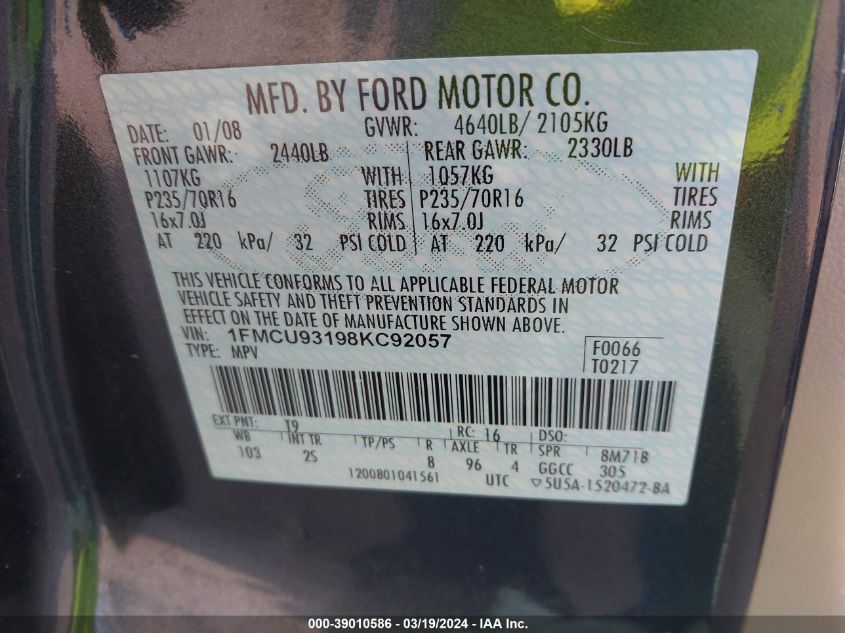 MFD. BY FORD MOTOR CO.
DATE: 01/08 GVWR: 4640LB/ 2105KG
FRONT GAWR: 2440LB REAR GAWR: 2330LB
1107KG WITH 1057KG WITH
P235/70R16 TIRES P235/70R16 TIRES
16x7.0J RIMS 16x7.0J RIMS
AT 220 kPa/ 32 PSI COLD AT 220 kPa/ 32 PSI COLD
THIS VEHICLE CONFORMS TO ALL APPLICABLE FEDERAL MOTOR
VEHICLE SAFETY AND THEFT PREVENTION STANDARDS IN
EFFECT ON THE DATE OF MANUFACTURE SHOWN ABOVE.
VIN: 1FMCU93198KC92057 F0066
TYPE: MPV T0217
EXT PNT: T9 RC: 16 DSO:
WB INT TR TP/PS R AXLE TR SPR 8M71B
103 2S 8 96 4 GGCC 305
1200801041561 UTC ▽5U5A-1520472-BA
000-39010586 - 03/19/2024 - IAA Inc.